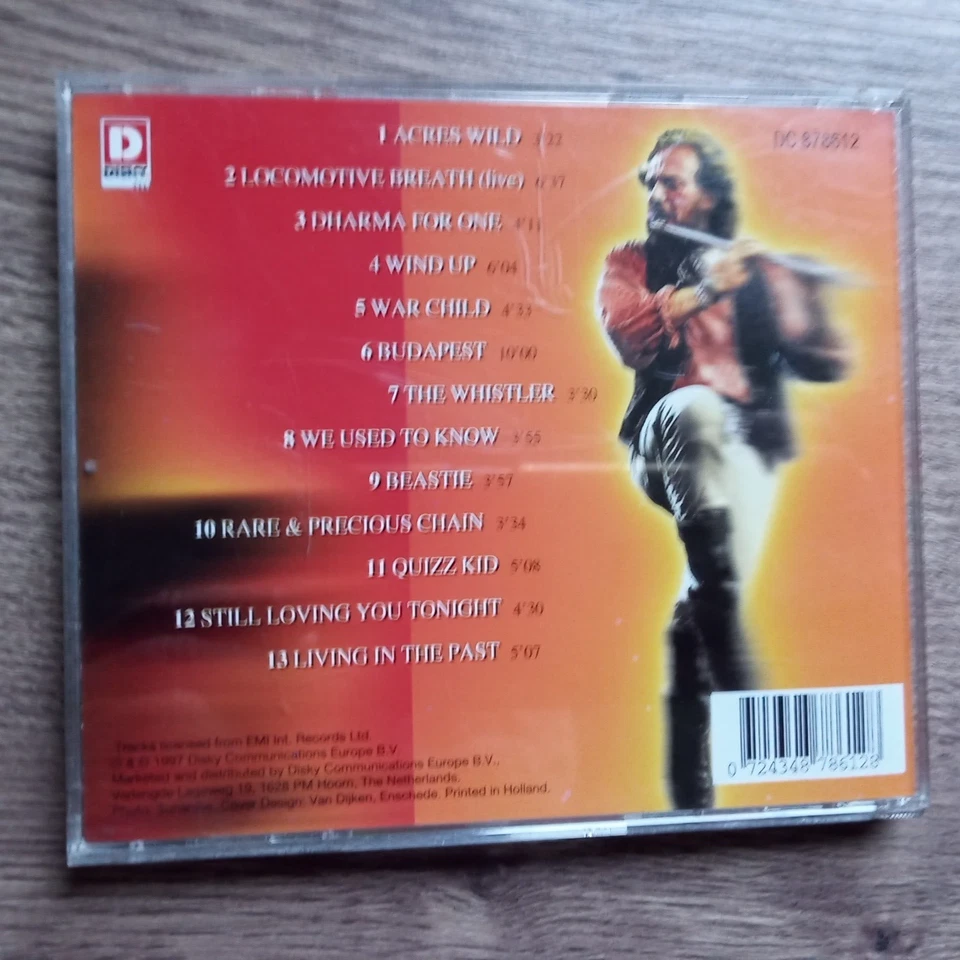 D
DISKY
DC 878612
1 ACRES WILD 3'22
2 LOCOMOTIVE BREATH (live) 6'37
3 DHARMA FOR ONE 4'11
4 WIND UP 6'04
5 WAR CHILD 4'33
6 BUDAPEST 10'00
7 THE WHISTLER 3'30
8 WE USED TO KNOW 3'55
9 BEASTIE 3'57
10 RARE & PRECIOUS CHAIN 3'34
11 QUIZZ KID 5'08
12 STILL LOVING YOU TONIGHT 4'30
13 LIVING IN THE PAST 5'07
Tracks licensed from EMI Int. Records Ltd.
℗ & © 1997 Disky Communications Europe B.V.
Marketed and distributed by Disky Communications Europe B.V.,
19, 1628 PM Hoorn, The Netherlands.
Cover Design: Van Dijken, Enschede. Printed in Holland.
0 724348 786128